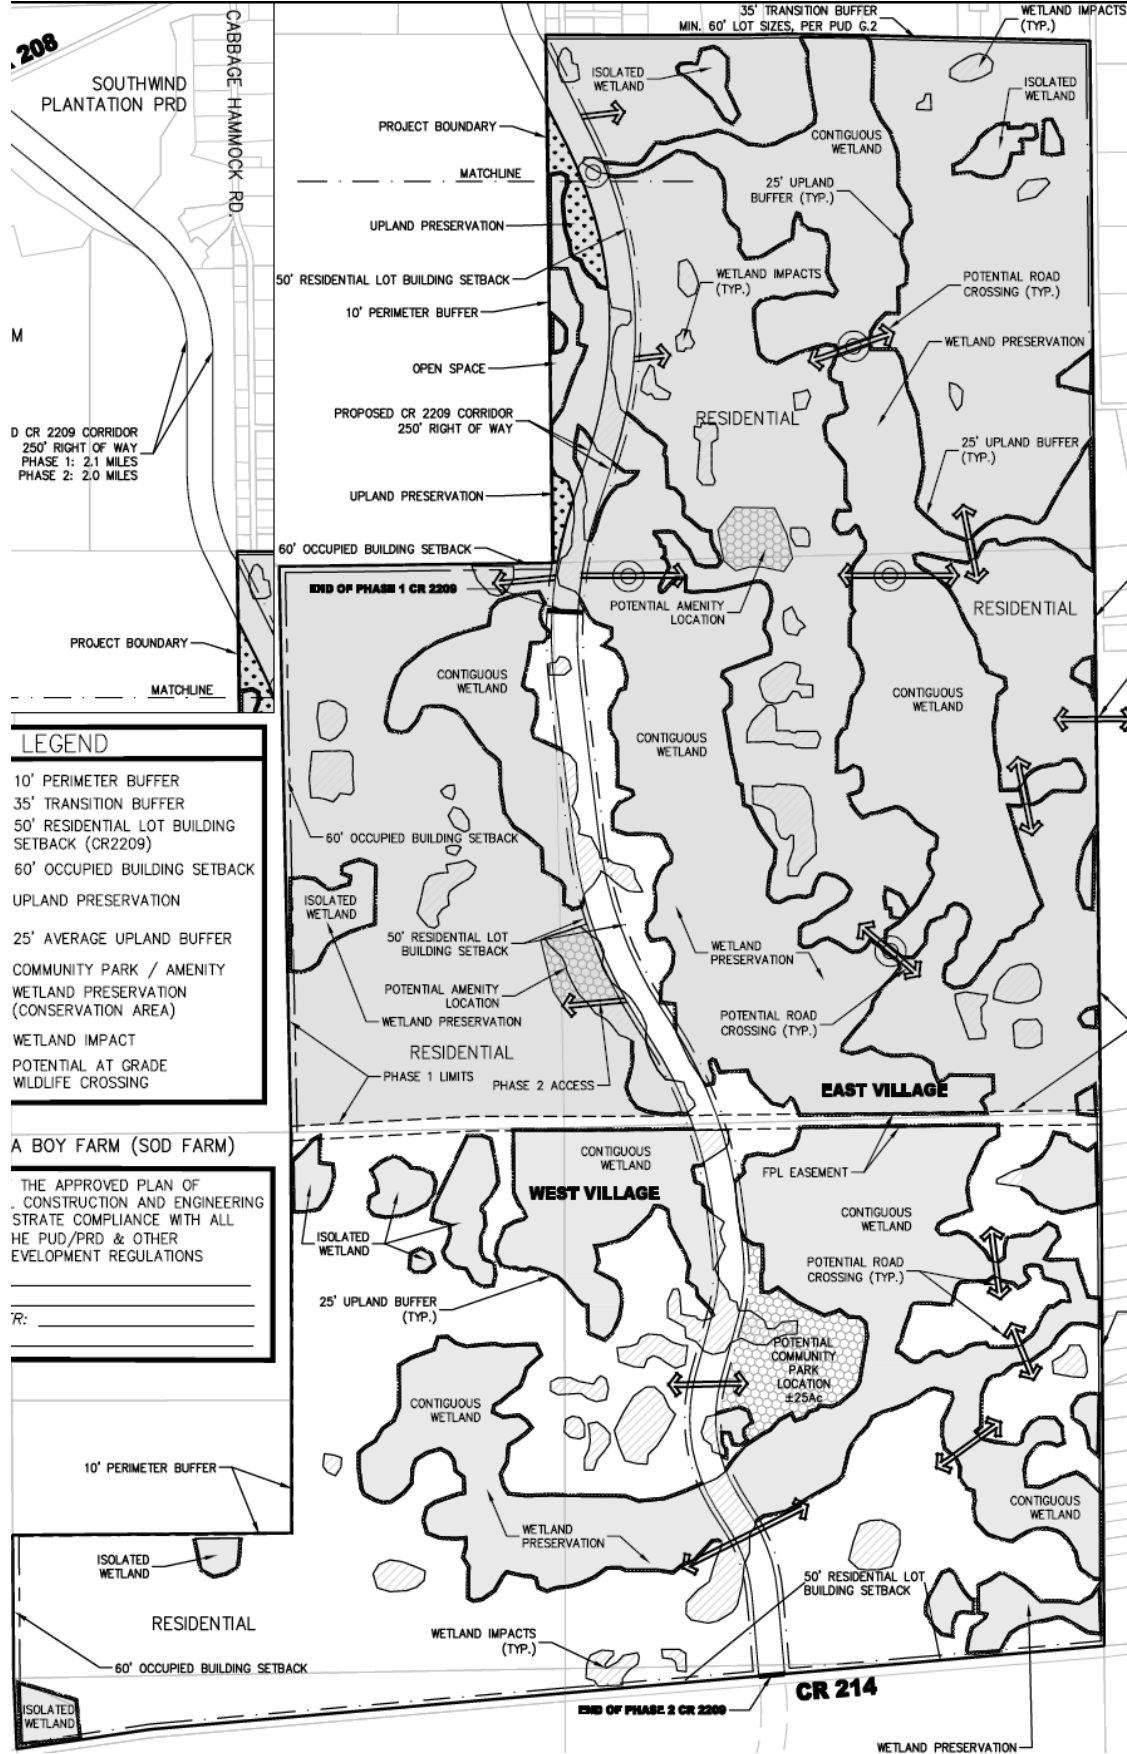 35' TRANSITION BUFFER
MIN. 60' LOT SIZES, PER PUD G.2
WETLAND IMPACTS
(TYP.)
208
CABBAGE HAMMOCK RD.
SOUTHWIND
PLANTATION PRD
ISOLATED
WETLAND
ISOLATED
WETLAND
PROJECT BOUNDARY
CONTIGUOUS
WETLAND
MATCHLINE
25' UPLAND
BUFFER (TYP.)
UPLAND PRESERVATION
50' RESIDENTIAL LOT BUILDING SETBACK
WETLAND IMPACTS
(TYP.)
POTENTIAL ROAD
CROSSING (TYP.)
10' PERIMETER BUFFER
M
WETLAND PRESERVATION
OPEN SPACE
PROPOSED CR 2209 CORRIDOR
250' RIGHT OF WAY
RESIDENTIAL
D CR 2209 CORRIDOR
250' RIGHT OF WAY
PHASE 1: 2.1 MILES
PHASE 2: 2.0 MILES
25' UPLAND BUFFER
(TYP.)
UPLAND PRESERVATION
60' OCCUPIED BUILDING SETBACK
END OF PHASE 1 CR 2209
POTENTIAL AMENITY
LOCATION
RESIDENTIAL
PROJECT BOUNDARY
MATCHLINE
CONTIGUOUS
WETLAND
CONTIGUOUS
WETLAND
CONTIGUOUS
WETLAND
LEGEND
10' PERIMETER BUFFER
35' TRANSITION BUFFER
50' RESIDENTIAL LOT BUILDING
SETBACK (CR2209)
60' OCCUPIED BUILDING SETBACK
UPLAND PRESERVATION
25' AVERAGE UPLAND BUFFER
COMMUNITY PARK / AMENITY
WETLAND PRESERVATION
(CONSERVATION AREA)
WETLAND IMPACT
POTENTIAL AT GRADE
WILDLIFE CROSSING
60' OCCUPIED BUILDING SETBACK
ISOLATED
WETLAND
50' RESIDENTIAL LOT
BUILDING SETBACK
WETLAND
PRESERVATION
POTENTIAL AMENITY
LOCATION
WETLAND PRESERVATION
POTENTIAL ROAD
CROSSING (TYP.)
RESIDENTIAL
PHASE 1 LIMITS
PHASE 2 ACCESS
EAST VILLAGE
A BOY FARM (SOD FARM)
CONTIGUOUS
WETLAND
FPL EASEMENT
WEST VILLAGE
THE APPROVED PLAN OF
CONSTRUCTION AND ENGINEERING
STRATE COMPLIANCE WITH ALL
HE PUD/PRD & OTHER
EVELOPMENT REGULATIONS
CONTIGUOUS
WETLAND
ISOLATED
WETLAND
POTENTIAL ROAD
CROSSING (TYP.)
25' UPLAND BUFFER
(TYP.)
R:
POTENTIAL
COMMUNITY
PARK
LOCATION
±25Ac
CONTIGUOUS
WETLAND
10' PERIMETER BUFFER
CONTIGUOUS
WETLAND
WETLAND
PRESERVATION
ISOLATED
WETLAND
50' RESIDENTIAL LOT
BUILDING SETBACK
RESIDENTIAL
WETLAND IMPACTS
(TYP.)
60' OCCUPIED BUILDING SETBACK
CR 214
ISOLATED
WETLAND
END OF PHASE 2 CR 2209
WETLAND PRESERVATION